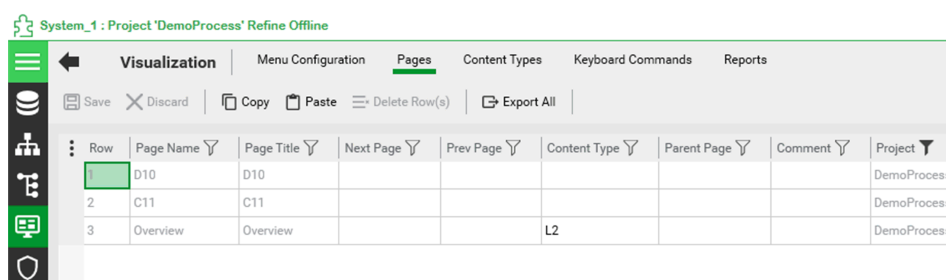 System_1 : Project 'DemoProcess' Refine Offline
Visualization Menu Configuration Pages Content Types Keyboard Commands Reports
Save Discard Copy Paste Delete Row(s) Export All
Row Page Name Page Title Next Page Prev Page Content Type Parent Page Comment Project
1 D10 D10 DemoProces
2 C11 C11 DemoProces
3 Overview Overview L2 DemoProces